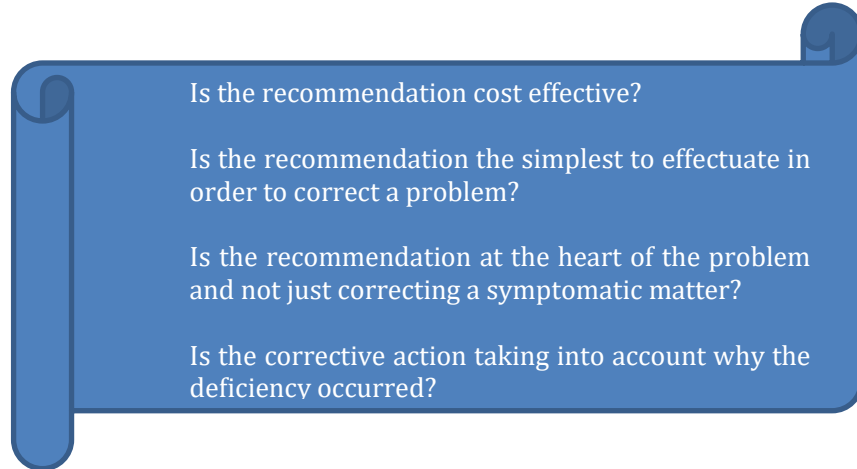 Is the recommendation cost effective?
Is the recommendation the simplest to effectuate in
order to correct a problem?
Is the recommendation at the heart of the problem
and not just correcting a symptomatic matter?
Is the corrective action taking into account why the
deficiency occurred?